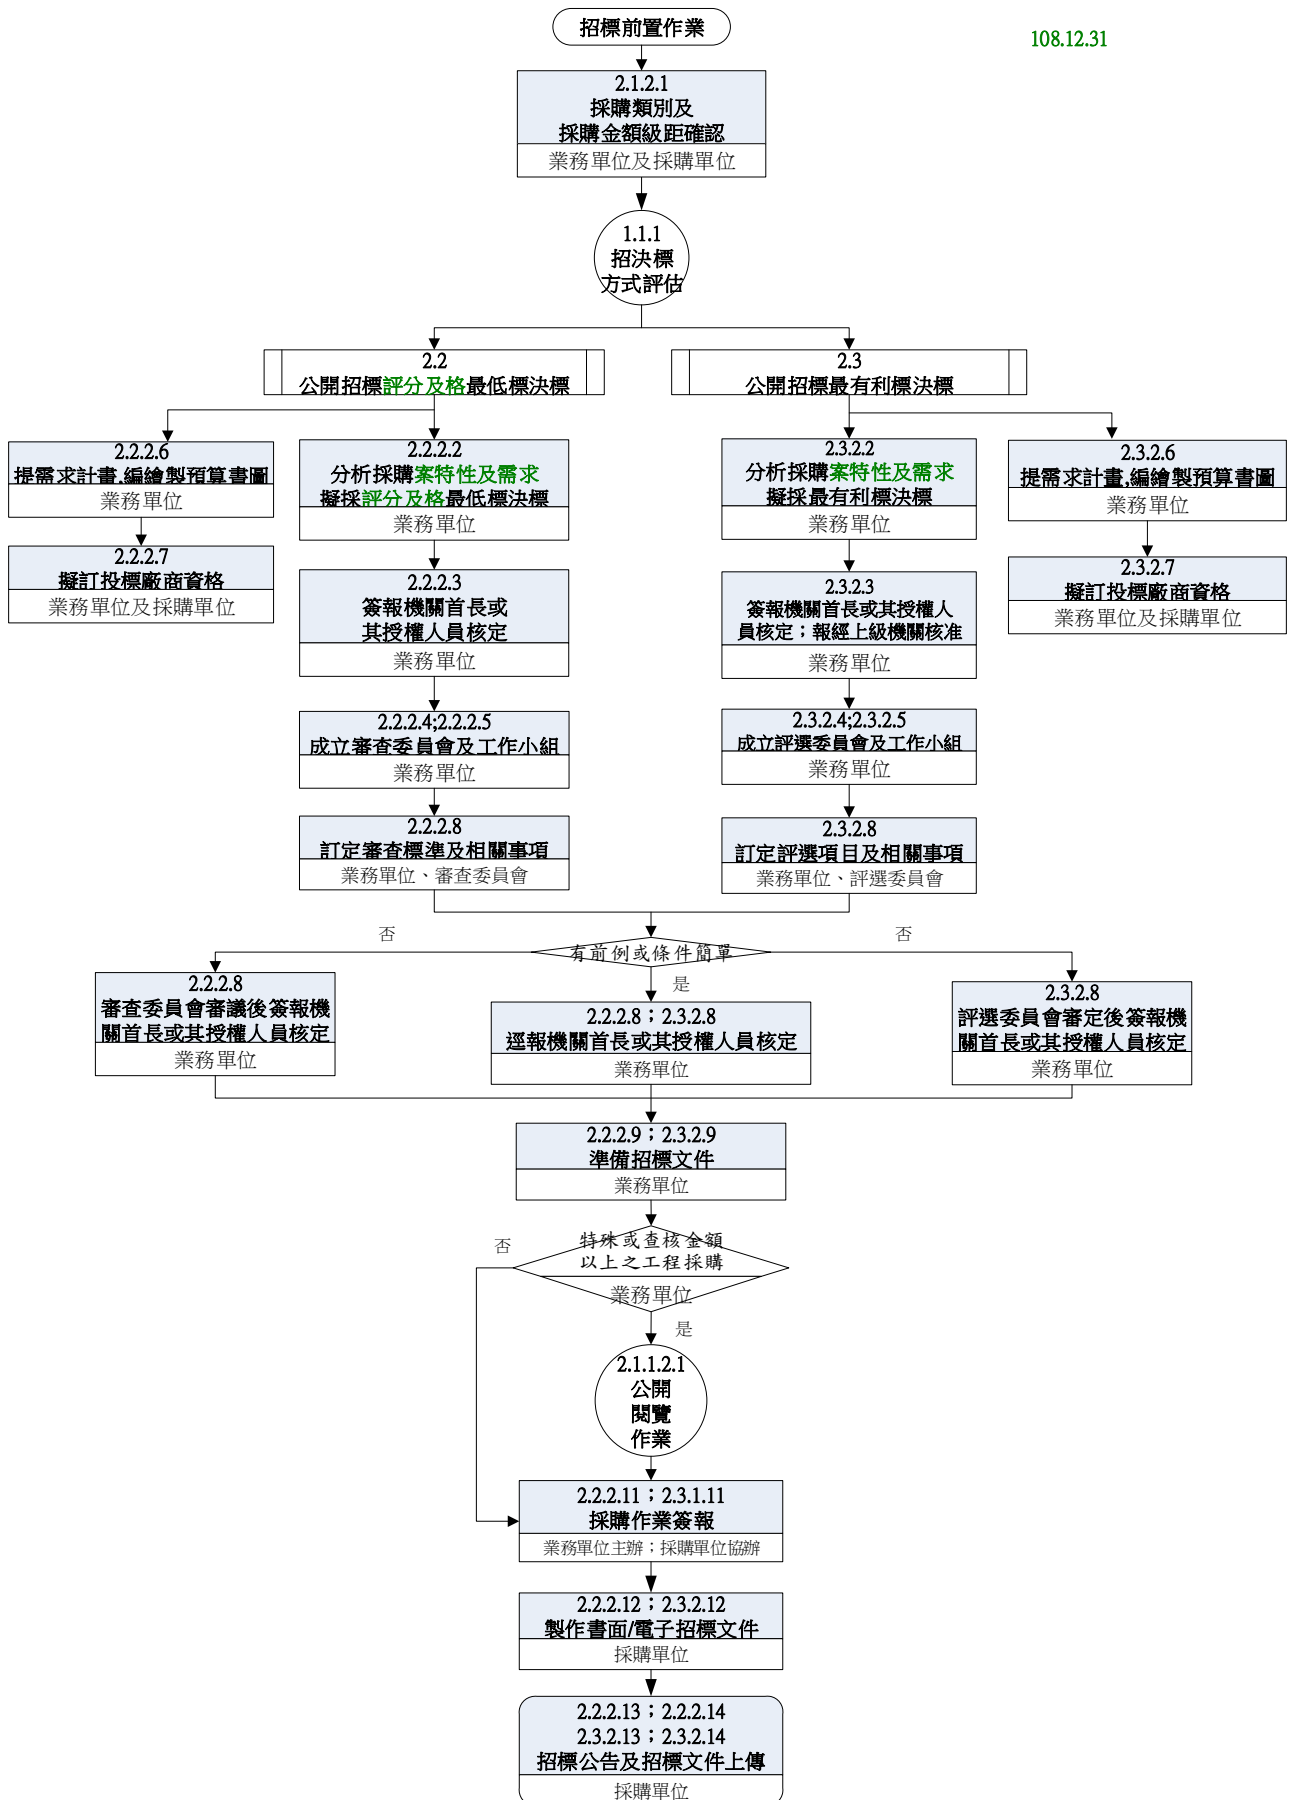 招標前置作業
108.12.31
2.1.2.1
採購類別及
採購金額級距確認
業務單位及採購單位
1.1.1
招決標
方式評估
2.2
公開招標評分及格最低標決標
2.3
公開招標最有利標決標
2.2.2.6
提需求計畫,編繪製預算書圖
業務單位
2.2.2.7
擬訂投標廠商資格
業務單位及採購單位
2.2.2.2
分析採購案特性及需求
擬採評分及格最低標決標
業務單位
2.2.2.3
簽報機關首長或
其授權人員核定
業務單位
2.2.2.4;2.2.2.5
成立審查委員會及工作小組
業務單位
2.2.2.8
訂定審查標準及相關事項
業務單位、審查委員會
2.3.2.2
分析採購案特性及需求
擬採最有利標決標
業務單位
2.3.2.3
簽報機關首長或其授權人
員核定；報經上級機關核准
業務單位
2.3.2.4;2.3.2.5
成立評選委員會及工作小組
業務單位
2.3.2.8
訂定評選項目及相關事項
業務單位、評選委員會
2.3.2.6
提需求計畫,編繪製預算書圖
業務單位
2.3.2.7
擬訂投標廠商資格
業務單位及採購單位
否
有前例或條件簡單
否
是
2.2.2.8
審查委員會審議後簽報機
關首長或其授權人員核定
業務單位
2.2.2.8；2.3.2.8
逕報機關首長或其授權人員核定
業務單位
2.3.2.8
評選委員會審定後簽報機
關首長或其授權人員核定
業務單位
2.2.2.9；2.3.2.9
準備招標文件
業務單位
否
特殊或查核金額
以上之工程採購
業務單位
是
2.1.1.2.1
公開
閱覽
作業
2.2.2.11；2.3.1.11
採購作業簽報
業務單位主辦；採購單位協辦
2.2.2.12；2.3.2.12
製作書面/電子招標文件
採購單位
2.2.2.13；2.2.2.14
2.3.2.13；2.3.2.14
招標公告及招標文件上傳
採購單位